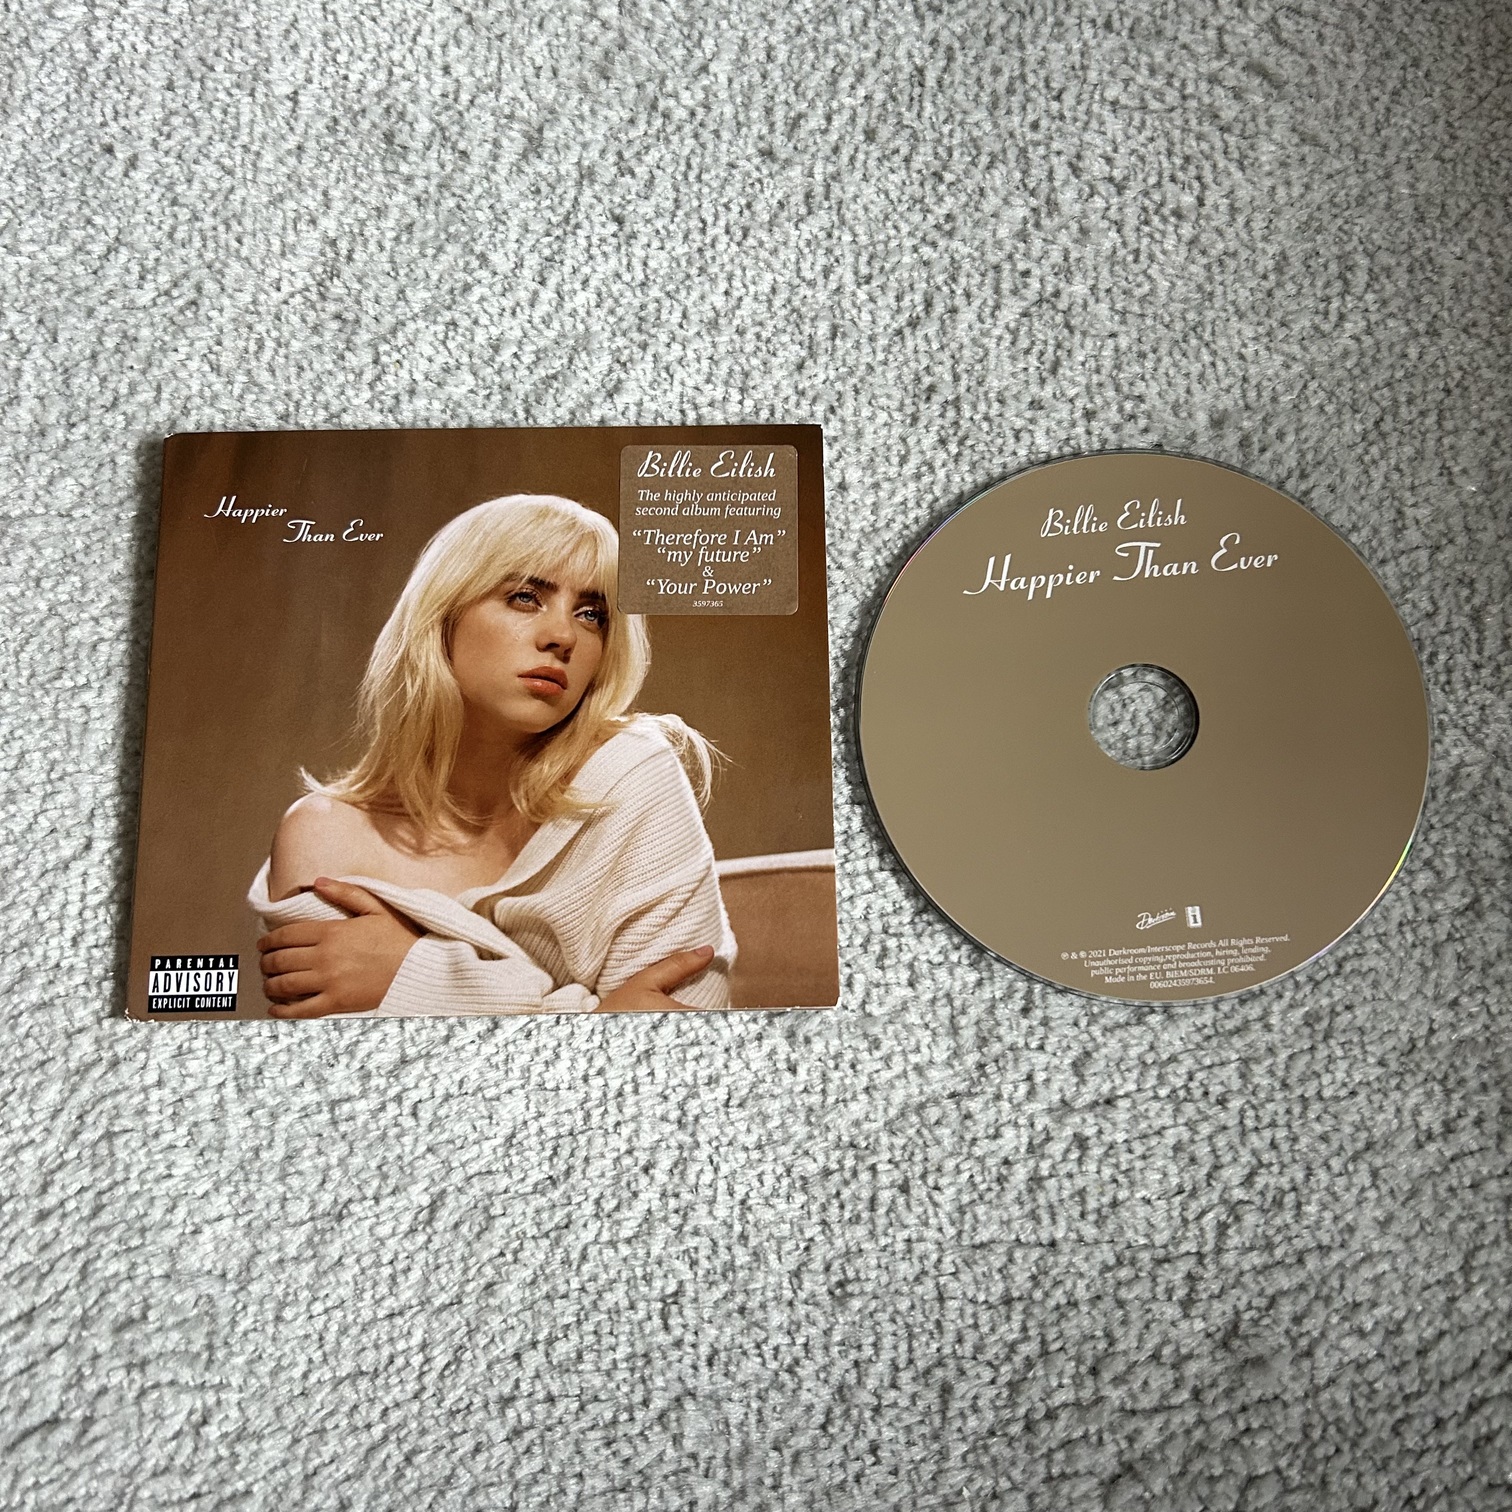 Happier
Than Ever
Billie Eilish
The highly anticipated
second album featuring
“Therefore I Am”
“my future”
&
“Your Power”
3597365
PARENTAL
ADVISORY
EXPLICIT CONTENT
Billie Eilish
Happier Than Ever
Darkroom
i
℗ & © 2021 Darkroom/Interscope Records All Rights Reserved.
Unauthorised copying,reproduction, hiring, lending,
public performance and broadcasting prohibited.
Made in the EU. BIEM/SDRM. LC 06406.
00602435973654.